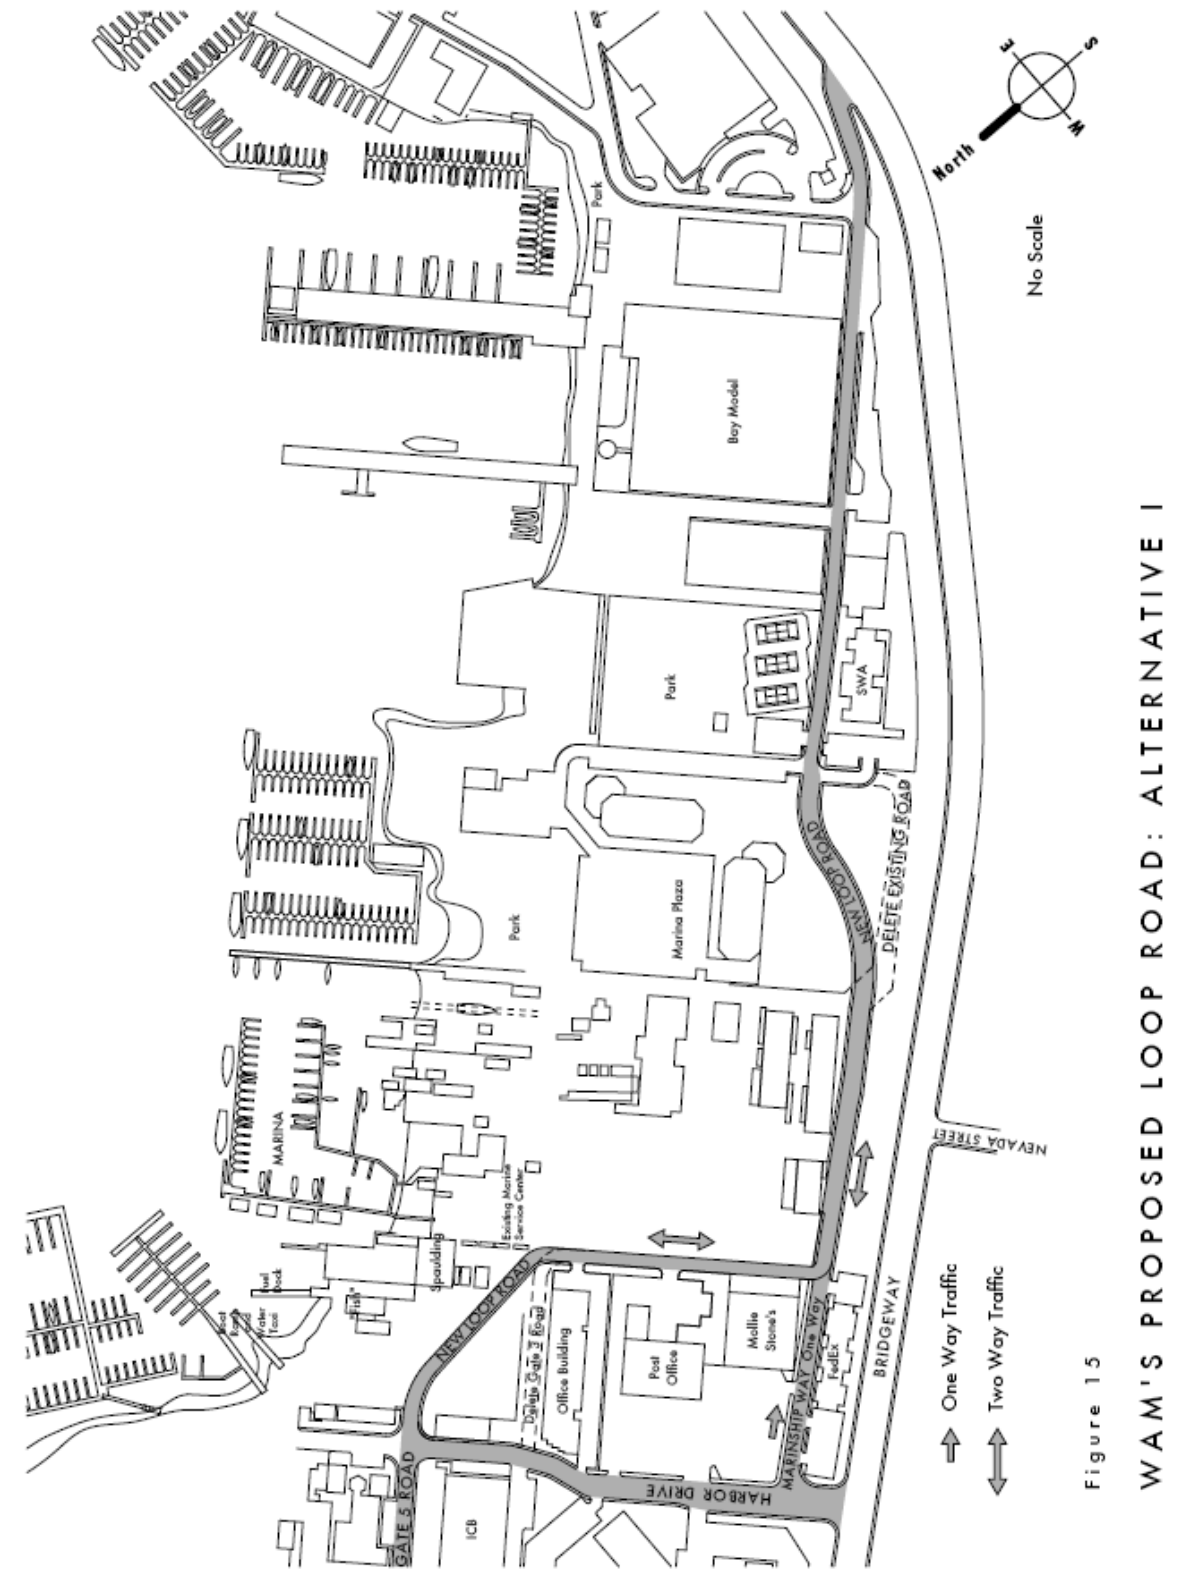 E
S
W
North
No Scale
Park
Bay Model
Park
SWA
NEW LOOP ROAD
DELETE EXISTING ROAD
Marina Plaza
Park
MARINA
Existing Marine
Service Center
Spaulding
Fuel
Dock
"Fish"
Boat
Ramp
And
Water
Taxi
NEW LOOP ROAD
Delete Gate 3 Road
Office Building
Post
Office
Mollie
Stone's
MARINSHIP WAY One Way
FedEx
BRIDGEWAY
NEVADA STREET
HARBOR DRIVE
GATE 5 ROAD
ICB
One Way Traffic
Two Way Traffic
Figure 15
WAM'S PROPOSED LOOP ROAD: ALTERNATIVE I